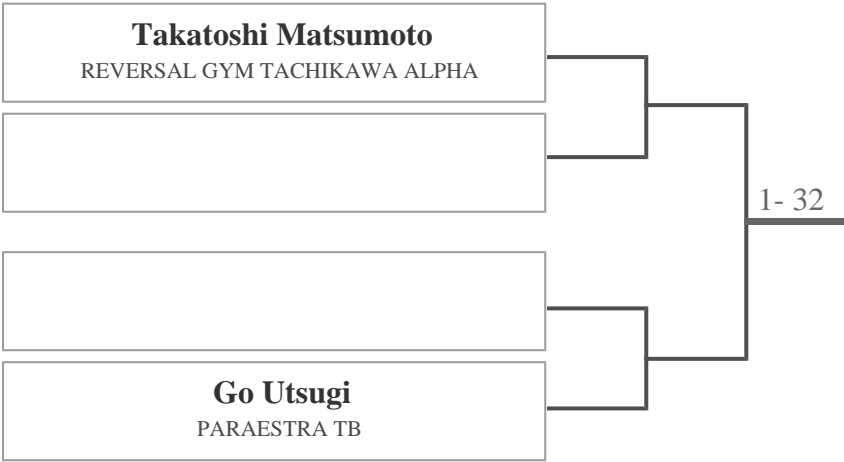 Takatoshi Matsumoto
REVERSAL GYM TACHIKAWA ALPHA
1- 32
Go Utsugi
PARAESTRA TB